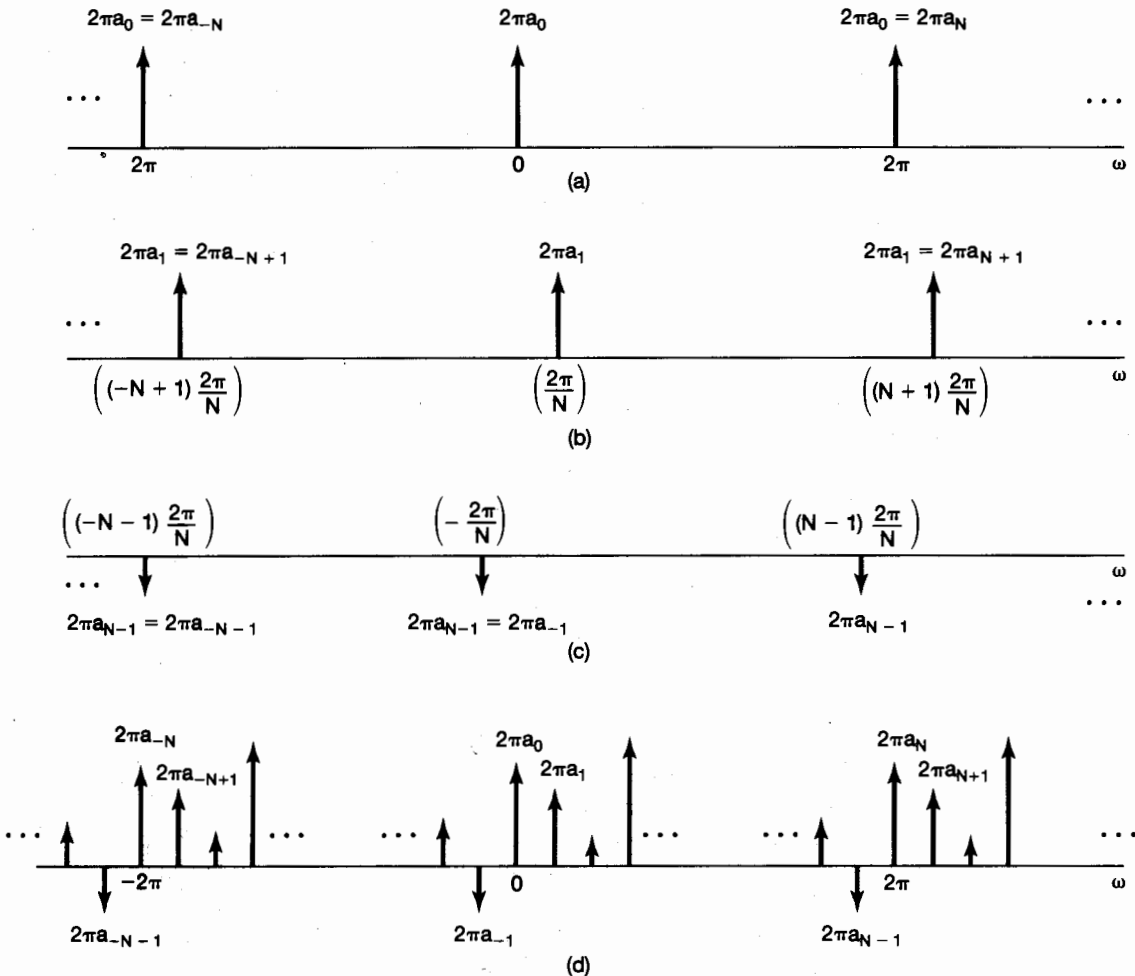 2πa₀ = 2πa₋N 2πa₀ 2πa₀ = 2πaN
... ...
2π 0 2π ω
(a)
2πa₁ = 2πa₋N + 1 2πa₁ 2πa₁ = 2πaN + 1
... ...
((-N + 1) 2π/N) (2π/N) ((N + 1) 2π/N) ω
(b)
((-N - 1) 2π/N) (- 2π/N) ((N - 1) 2π/N)
ω
... ...
2πaN-1 = 2πa₋N - 1 2πaN-1 = 2πa₋1 2πaN - 1
(c)
2πa₋N 2πa₀ 2πaN
2πa₋N+1 2πa₁ 2πaN+1
... ... ... ... ... ...
-2π 0 2π ω
2πa₋N - 1 2πa₋1 2πaN - 1
(d)